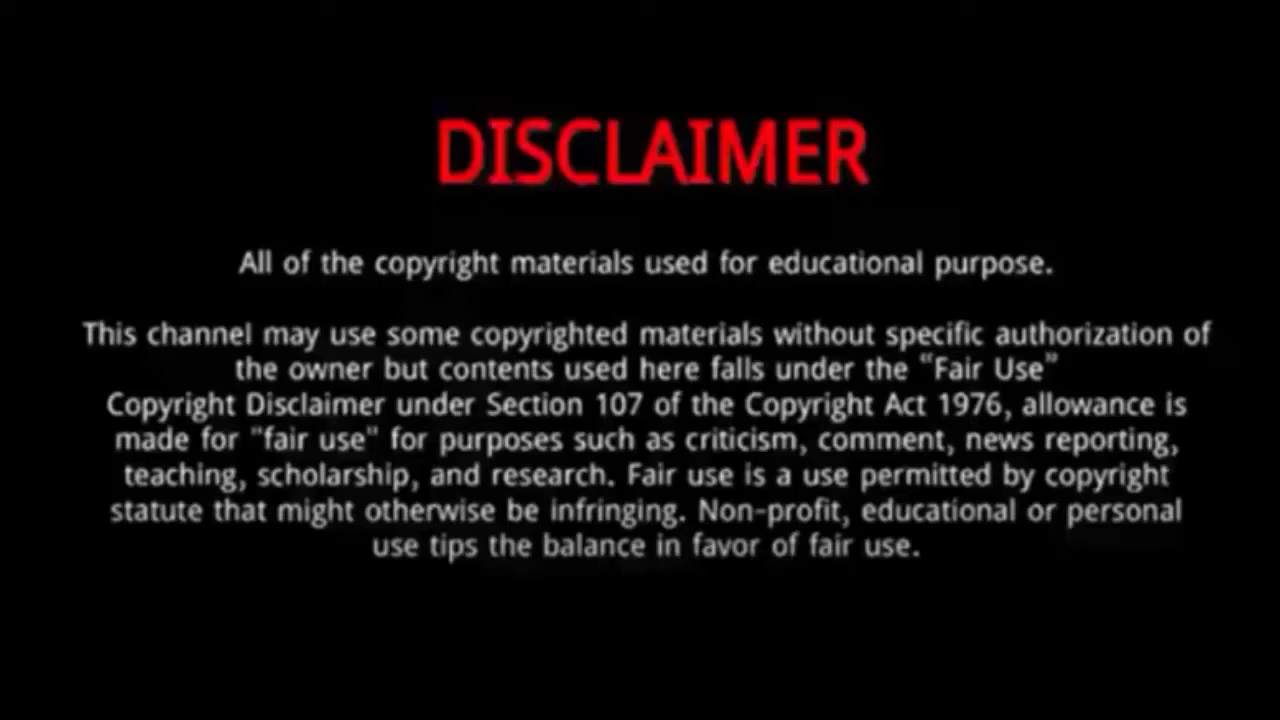 DISCLAIMER
All of the copyright materials used for educational purpose.
This channel may use some copyrighted materials without specific authorization of
the owner but contents used here falls under the “Fair Use”
Copyright Disclaimer under Section 107 of the Copyright Act 1976, allowance is
made for "fair use" for purposes such as criticism, comment, news reporting,
teaching, scholarship, and research. Fair use is a use permitted by copyright
statute that might otherwise be infringing. Non-profit, educational or personal
use tips the balance in favor of fair use.